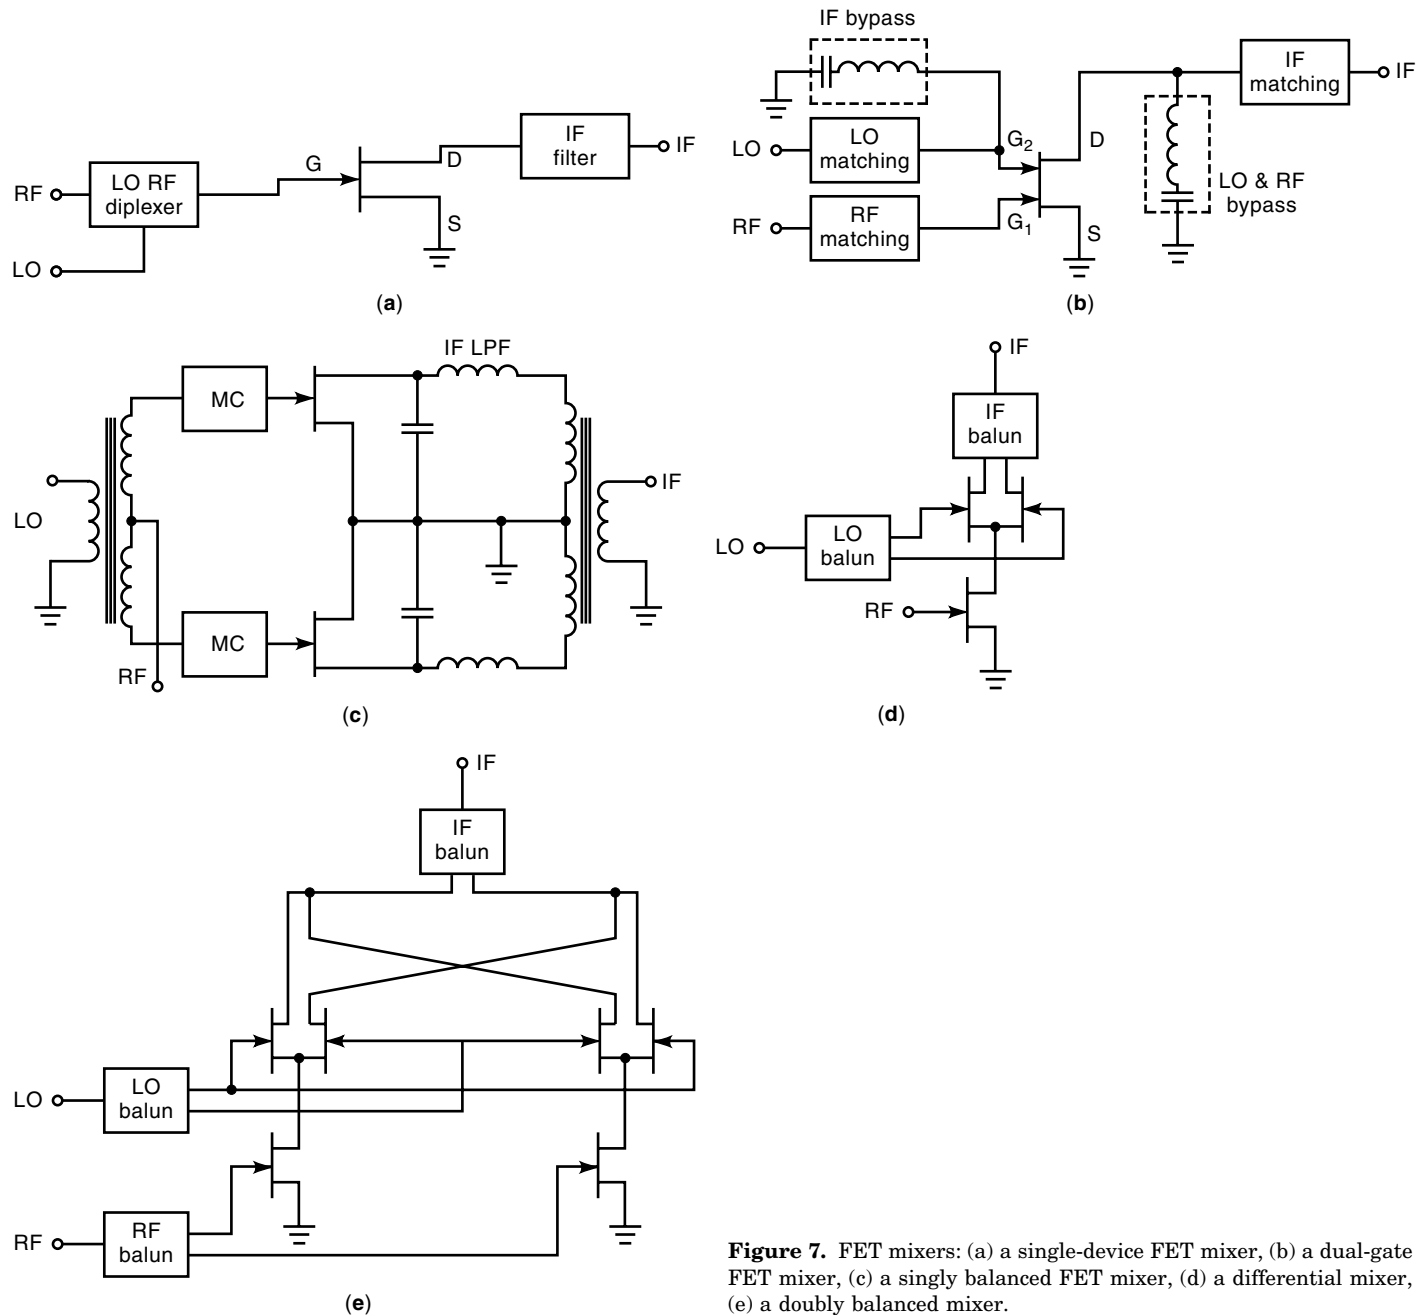 RF
LO
LO RF
diplexer
G
D
S
IF
filter
IF
(a)
IF bypass
LO
LO
matching
RF
RF
matching
G2
G1
D
S
IF
matching
IF
LO & RF
bypass
(b)
LO
MC
MC
RF
IF LPF
IF
(c)
IF
IF
balun
LO
LO
balun
RF
(d)
IF
IF
balun
LO
LO
balun
RF
RF
balun
(e)
Figure 7. FET mixers: (a) a single-device FET mixer, (b) a dual-gate
FET mixer, (c) a singly balanced FET mixer, (d) a differential mixer,
(e) a doubly balanced mixer.